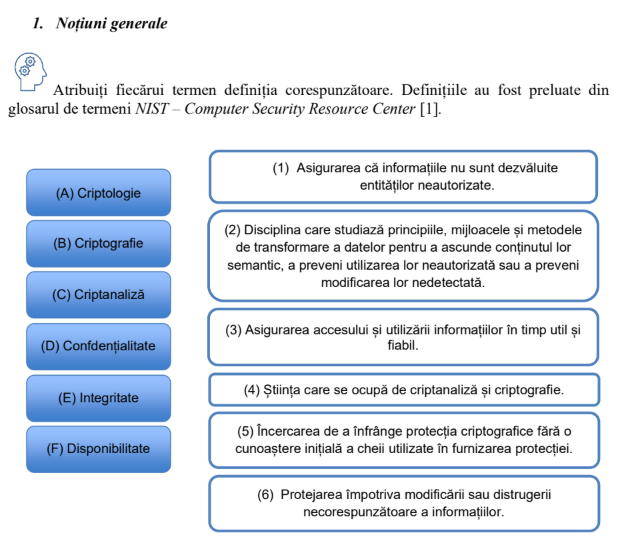 1. Noțiuni generale
Atribuiți fiecărui termen definiția corespunzătoare. Definițiile au fost preluate din
glosarul de termeni NIST – Computer Security Resource Center [1].
(A) Criptologie
(B) Criptografie
(C) Criptanaliză
(D) Confdențialitate
(E) Integritate
(F) Disponibilitate
(1) Asigurarea că informațiile nu sunt dezvăluite
entităților neautorizate.
(2) Disciplina care studiază principiile, mijloacele și metodele
de transformare a datelor pentru a ascunde conținutul lor
semantic, a preveni utilizarea lor neautorizată sau a preveni
modificarea lor nedetectată.
(3) Asigurarea accesului și utilizării informațiilor în timp util și
fiabil.
(4) Știința care se ocupă de criptanaliză și criptografie.
(5) Încercarea de a înfrânge protecția criptografice fără o
cunoaștere inițială a cheii utilizate în furnizarea protecției.
(6) Protejarea împotriva modificării sau distrugerii
necorespunzătoare a informațiilor.